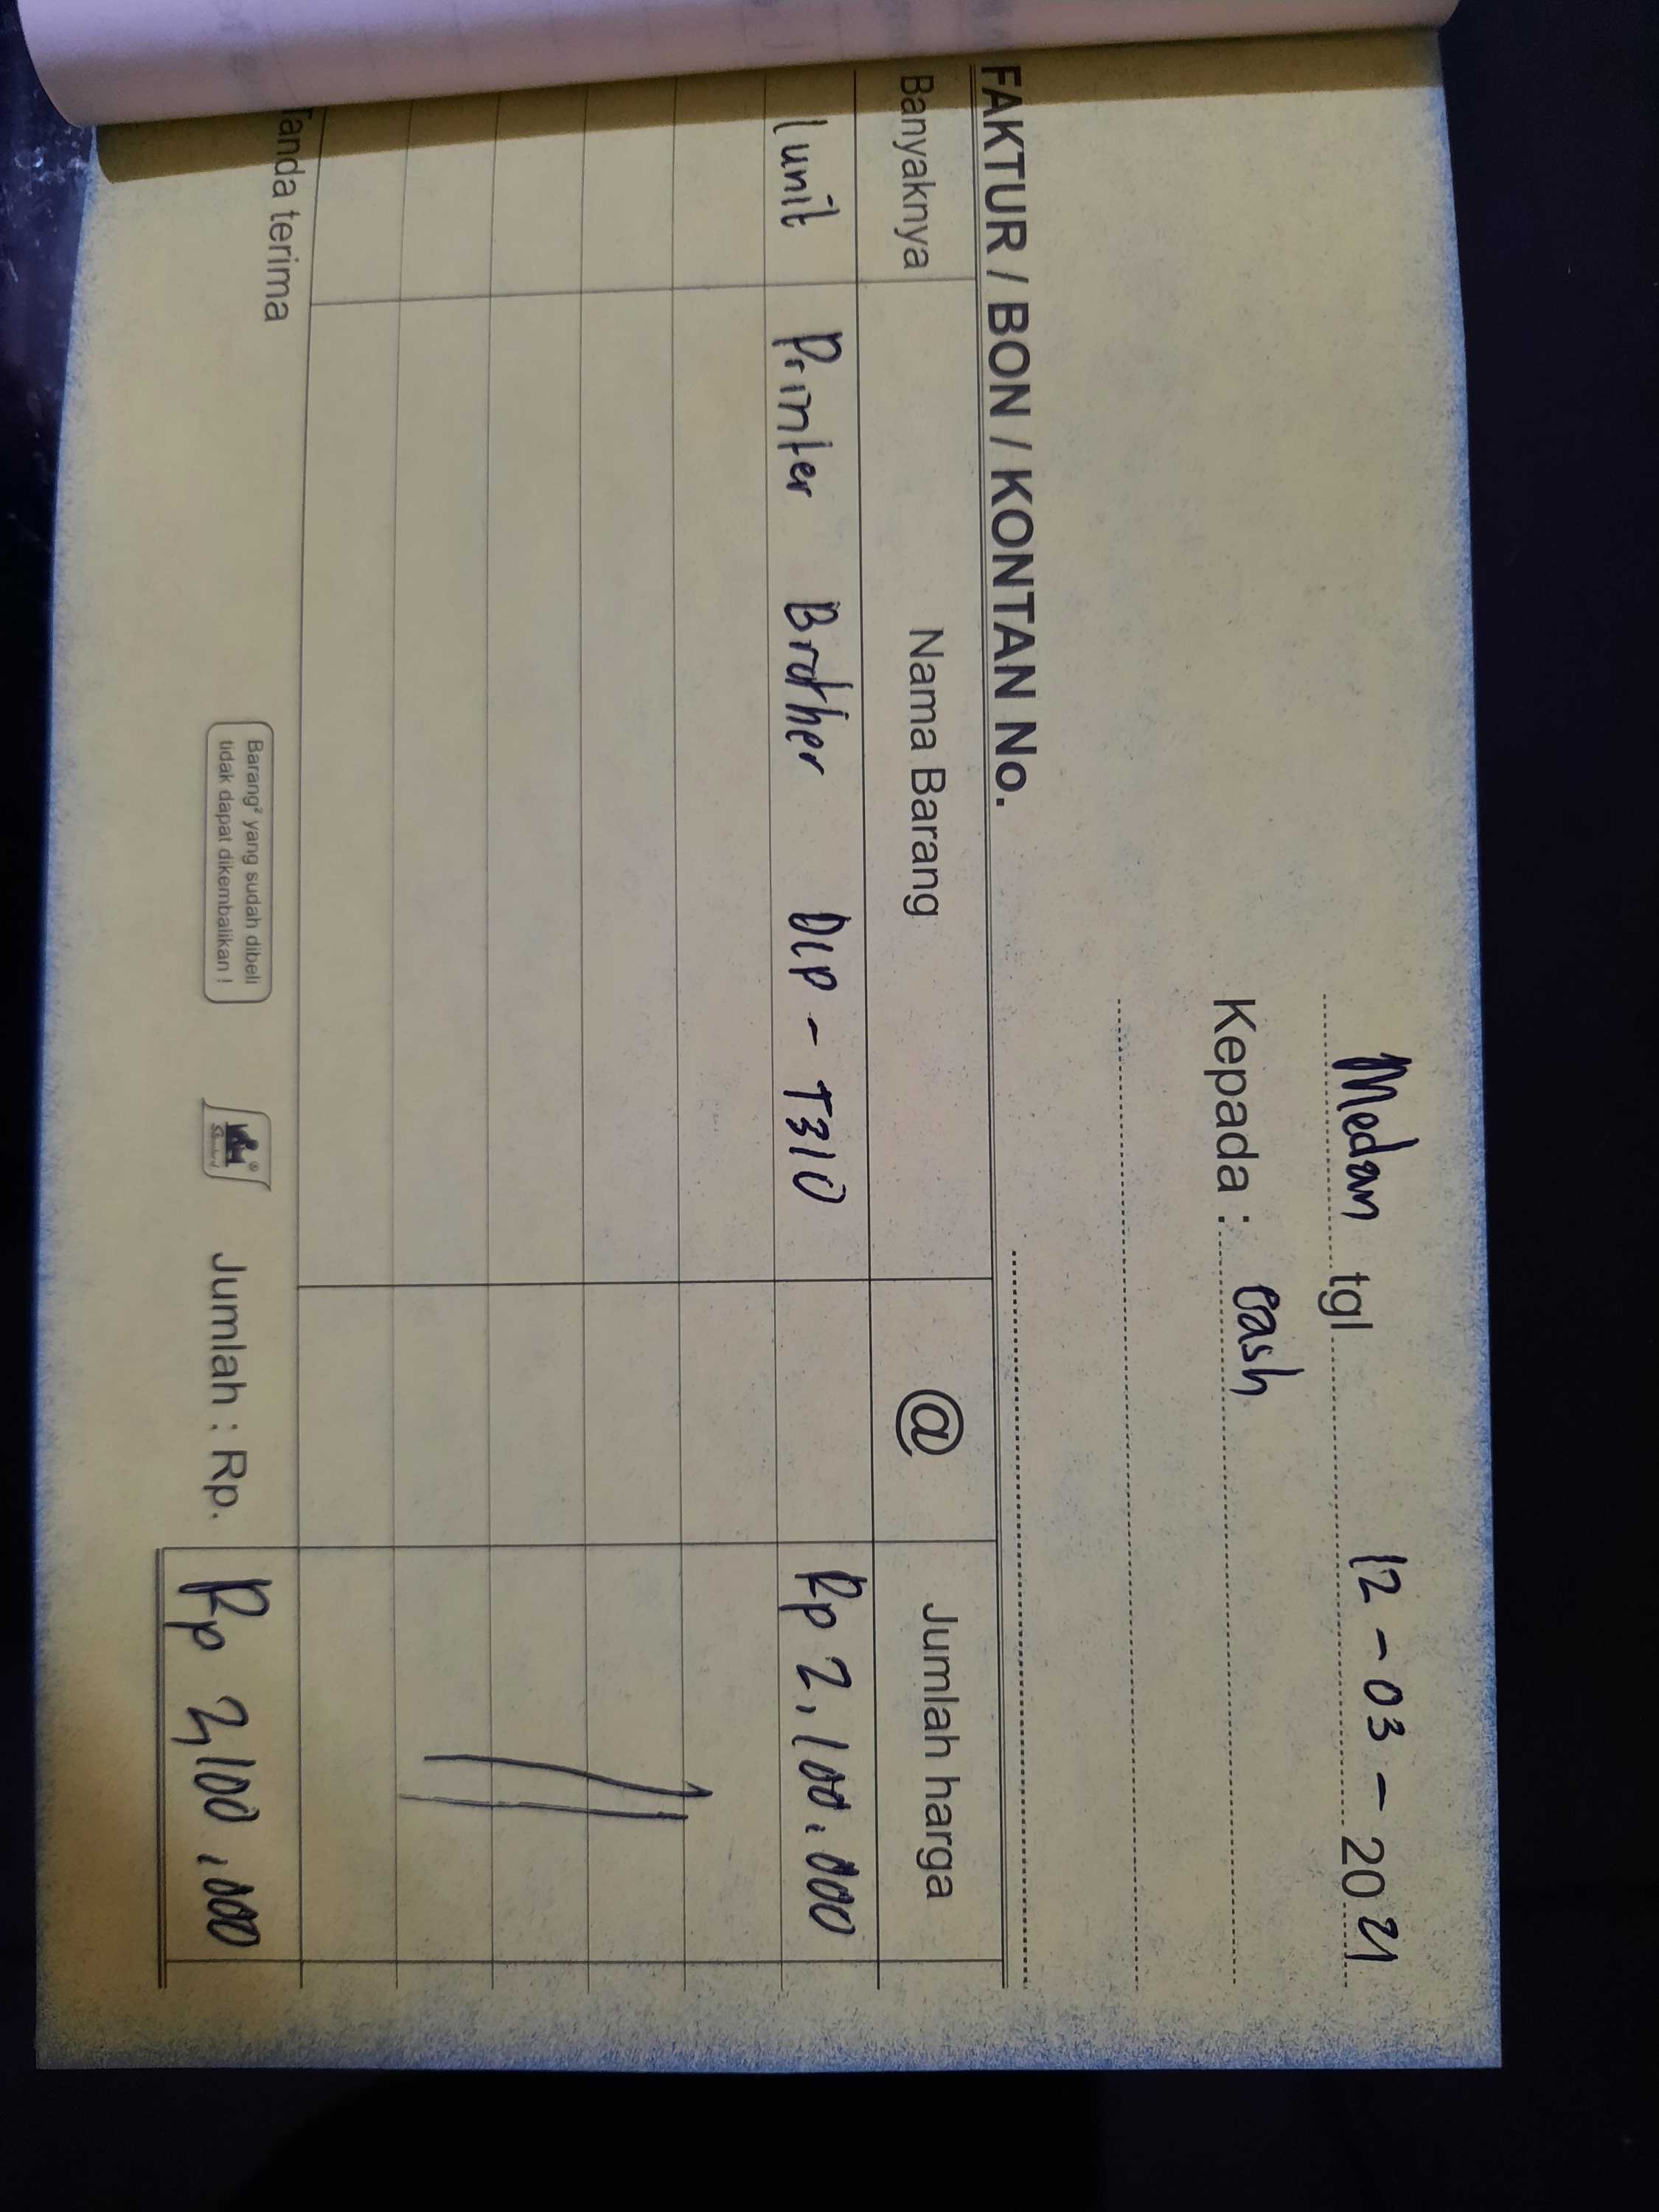 Medan tgl 12 - 03 - 2021
Kepada : Cash
FAKTUR / BON / KONTAN No.
Banyaknya Nama Barang @ Jumlah harga
1 unit Printer Brother DCP - T310 Rp 2,100.000
Tanda terima
Barang² yang sudah dibeli
tidak dapat dikembalikan !
Jumlah : Rp. Rp 2,100.000